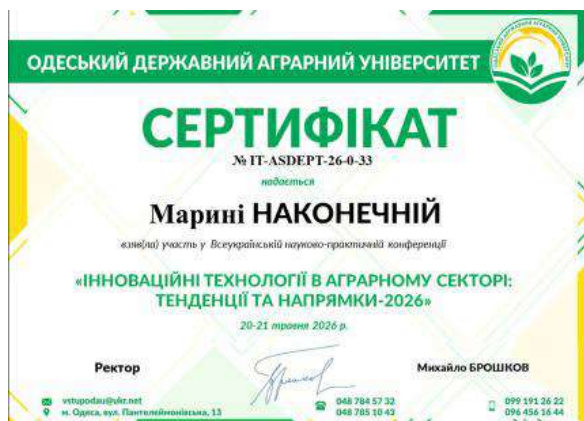 ОДЕСЬКИЙ ДЕРЖАВНИЙ АГРАРНИЙ УНІВЕРСИТЕТ
СЕРТИФІКАТ
№ IT-ASDEPT-26-0-33
надається
Марині НАКОНЕЧНІЙ
взяв(ла) участь у Всеукраїнській науково-практичній конференції
«ІННОВАЦІЙНІ ТЕХНОЛОГІЇ В АГРАРНОМУ СЕКТОРІ:
ТЕНДЕНЦІЇ ТА НАПРЯМКИ-2026»
20-21 травня 2026 р.
Ректор
Михайло БРОШКОВ
vstupodau@ukr.net
м. Одеса, вул. Пантелеймонівська, 13
048 784 57 32
048 785 10 43
099 191 26 22
096 456 16 44